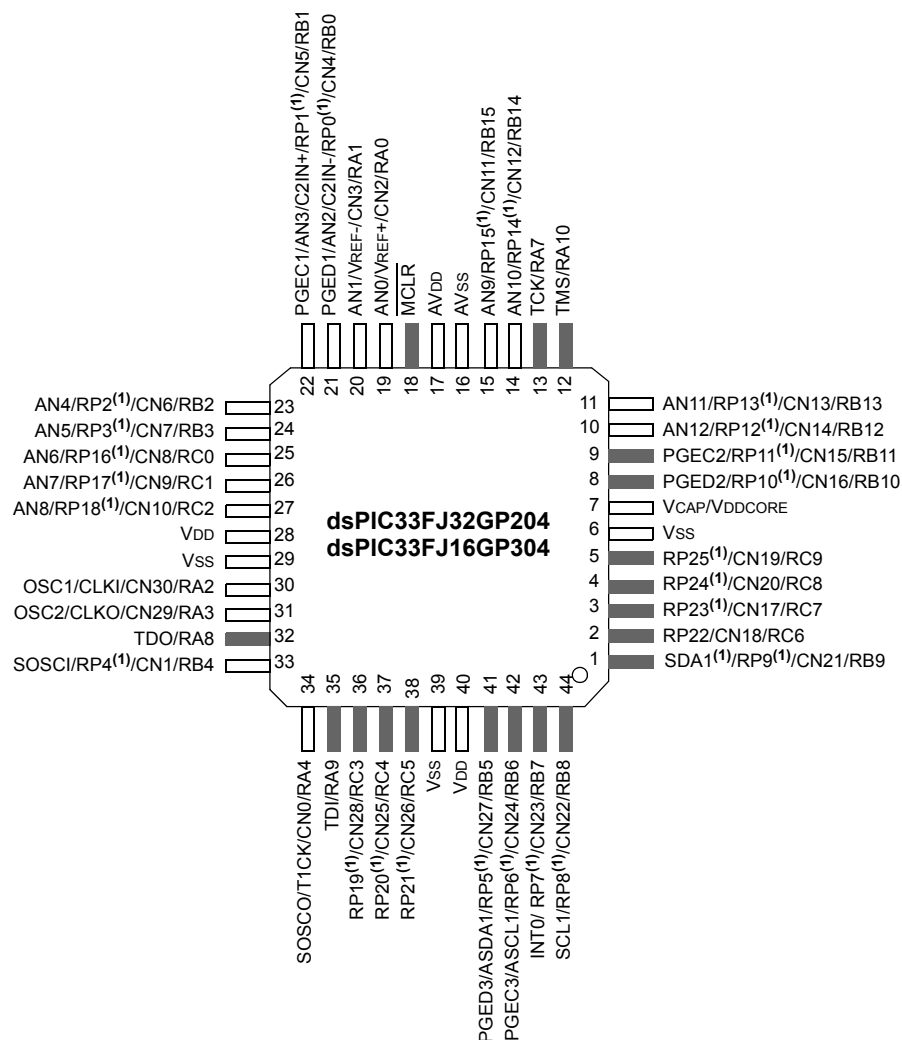 PGEC1/AN3/C2IN+/RP1(1)/CN5/RB1
PGED1/AN2/C2IN-/RP0(1)/CN4/RB0
AN1/VREF-/CN3/RA1
AN0/VREF+/CN2/RA0
MCLR
AVDD
AVSS
AN9/RP15(1)/CN11/RB15
AN10/RP14(1)/CN12/RB14
TCK/RA7
TMS/RA10
22 21 20 19 18 17 16 15 14 13 12
AN4/RP2(1)/CN6/RB2 23
AN5/RP3(1)/CN7/RB3 24
AN6/RP16(1)/CN8/RC0 25
AN7/RP17(1)/CN9/RC1 26
AN8/RP18(1)/CN10/RC2 27
VDD 28
VSS 29
OSC1/CLKI/CN30/RA2 30
OSC2/CLKO/CN29/RA3 31
TDO/RA8 32
SOSCI/RP4(1)/CN1/RB4 33
dsPIC33FJ32GP204
dsPIC33FJ16GP304
11 AN11/RP13(1)/CN13/RB13
10 AN12/RP12(1)/CN14/RB12
9 PGEC2/RP11(1)/CN15/RB11
8 PGED2/RP10(1)/CN16/RB10
7 VCAP/VDDCORE
6 VSS
5 RP25(1)/CN19/RC9
4 RP24(1)/CN20/RC8
3 RP23(1)/CN17/RC7
2 RP22/CN18/RC6
1 SDA1(1)/RP9(1)/CN21/RB9
34 35 36 37 38 39 40 41 42 43 44
SOSCO/T1CK/CN0/RA4
TDI/RA9
RP19(1)/CN28/RC3
RP20(1)/CN25/RC4
RP21(1)/CN26/RC5
VSS
VDD
PGED3/ASDA1/RP5(1)/CN27/RB5
PGEC3/ASCL1/RP6(1)/CN24/RB6
INT0/ RP7(1)/CN23/RB7
SCL1/RP8(1)/CN22/RB8